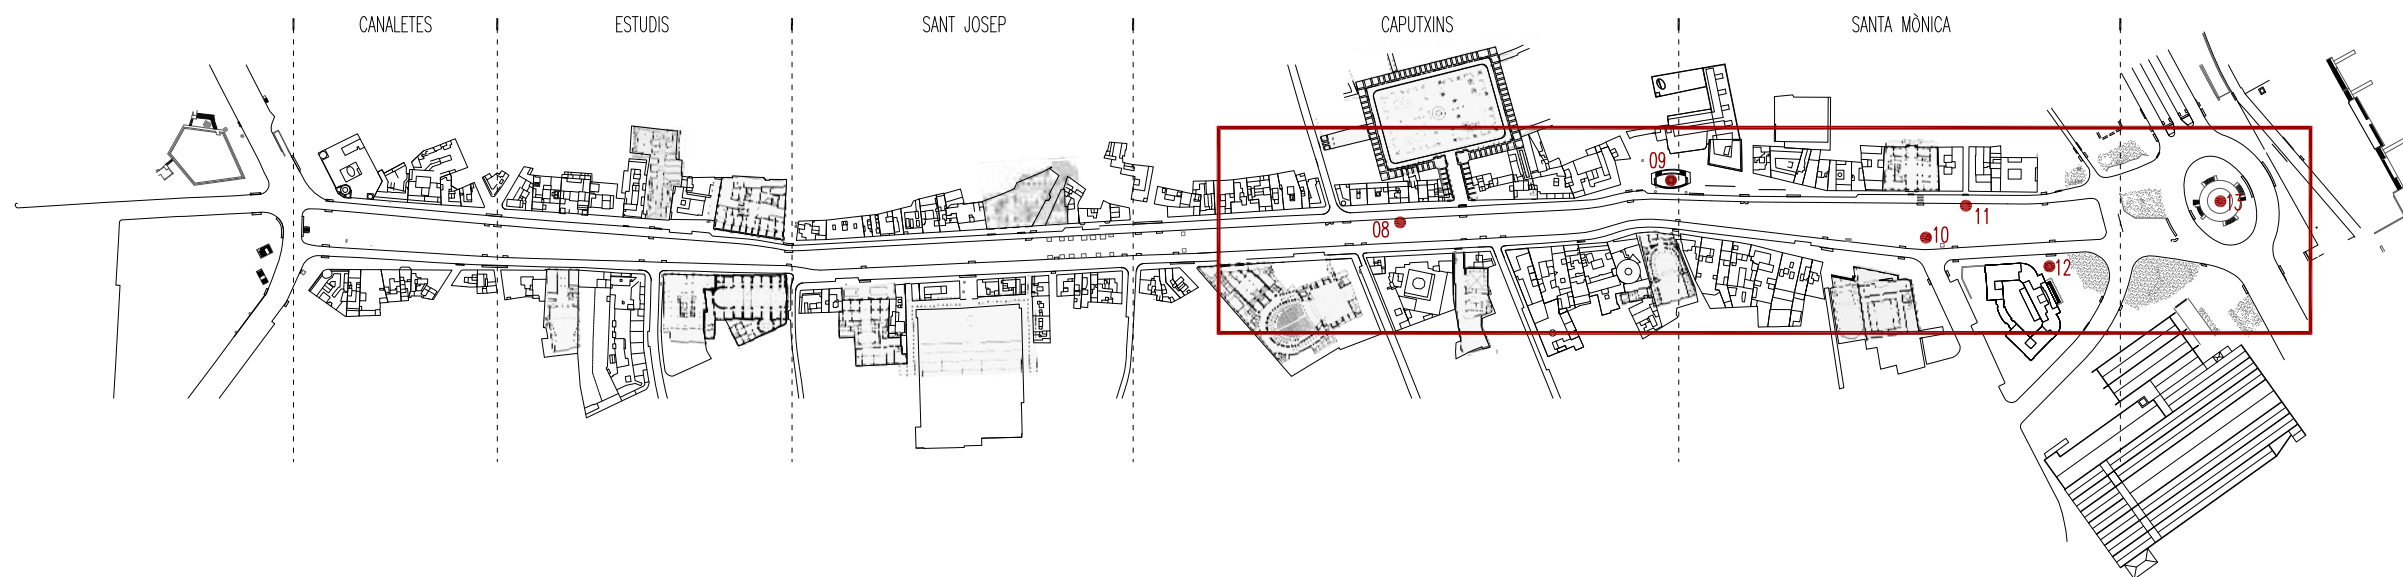 CANALETES
ESTUDIS
SANT JOSEP
CAPUTXINS
SANTA MÒNICA
09
08
11
10
13
12